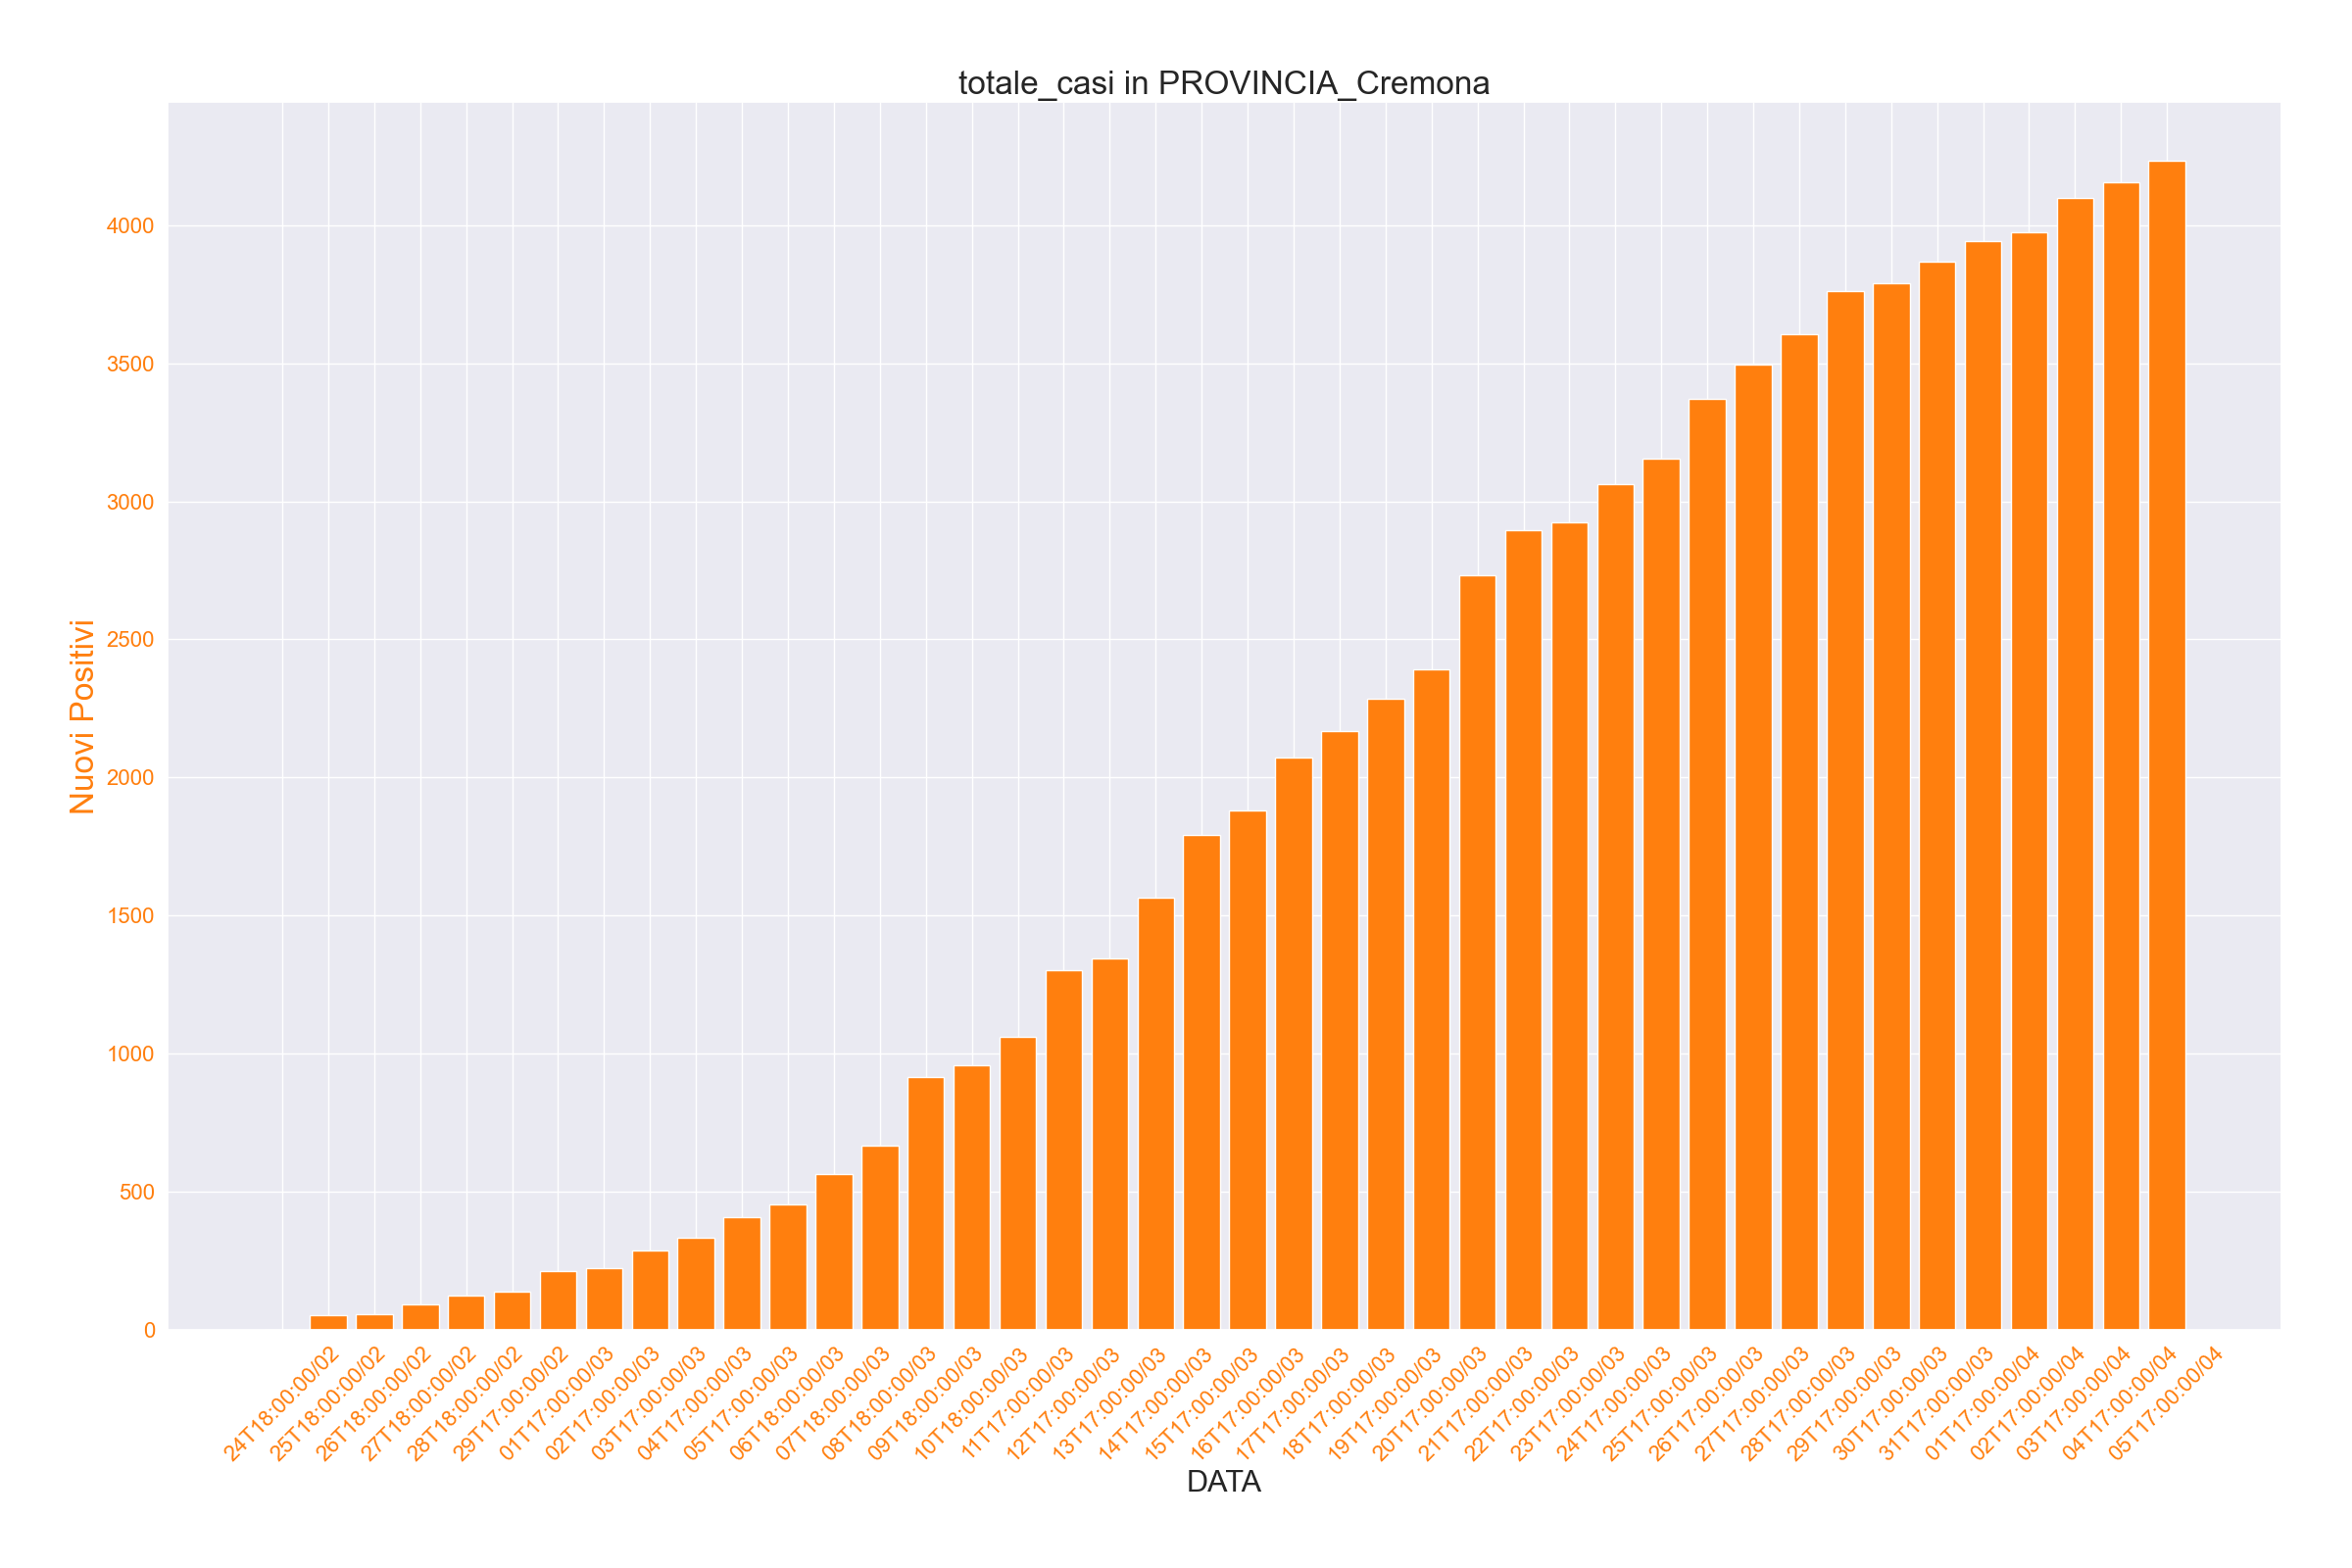 totale_casi in PROVINCIA_Cremona
Nuovi Positivi
4000
3500
3000
2500
2000
1500
1000
500
0
24T18:00:00/02
25T18:00:00/02
26T18:00:00/02
27T18:00:00/02
28T18:00:00/02
29T17:00:00/02
01T17:00:00/03
02T17:00:00/03
03T17:00:00/03
04T17:00:00/03
05T17:00:00/03
06T18:00:00/03
07T18:00:00/03
08T18:00:00/03
09T18:00:00/03
10T18:00:00/03
11T17:00:00/03
12T17:00:00/03
13T17:00:00/03
14T17:00:00/03
15T17:00:00/03
16T17:00:00/03
17T17:00:00/03
18T17:00:00/03
19T17:00:00/03
20T17:00:00/03
21T17:00:00/03
22T17:00:00/03
23T17:00:00/03
24T17:00:00/03
25T17:00:00/03
26T17:00:00/03
27T17:00:00/03
28T17:00:00/03
29T17:00:00/03
30T17:00:00/03
31T17:00:00/03
01T17:00:00/04
02T17:00:00/04
03T17:00:00/04
04T17:00:00/04
05T17:00:00/04
DATA